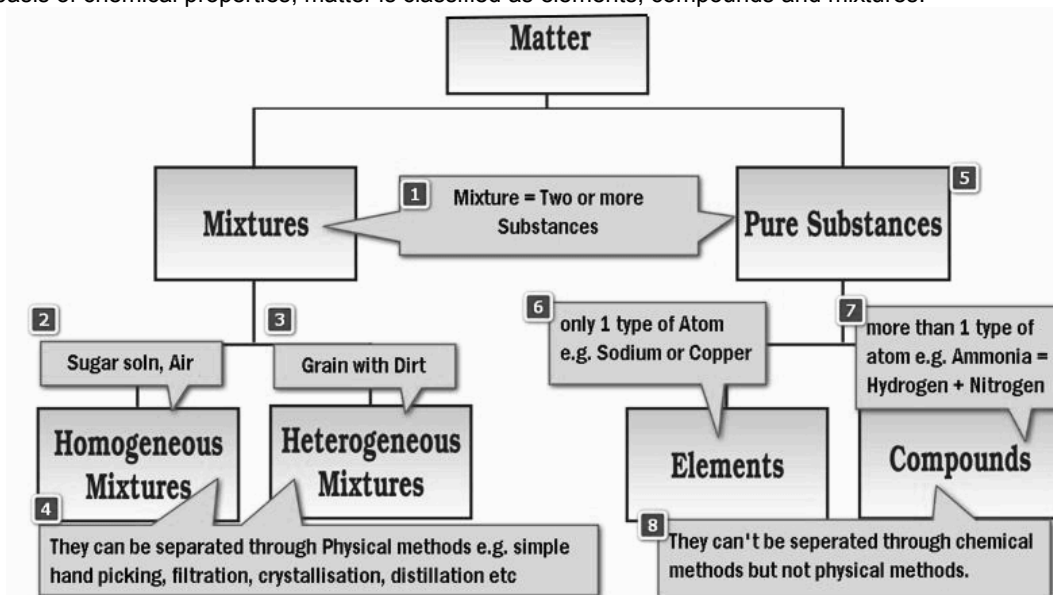 basis of chemical properties, matter is classified as elements, compounds and mixtures.
Matter
Mixtures
1
Mixture = Two or more
Substances
Pure Substances
5
2
Sugar soln, Air
3
Grain with Dirt
6
only 1 type of Atom
e.g. Sodium or Copper
7
more than 1 type of
atom e.g. Ammonia =
Hydrogen + Nitrogen
Homogeneous
Mixtures
Heterogeneous
Mixtures
Elements
Compounds
4
They can be separated through Physical methods e.g. simple
hand picking, filtration, crystallisation, distillation etc
8
They can't be seperated through chemical
methods but not physical methods.